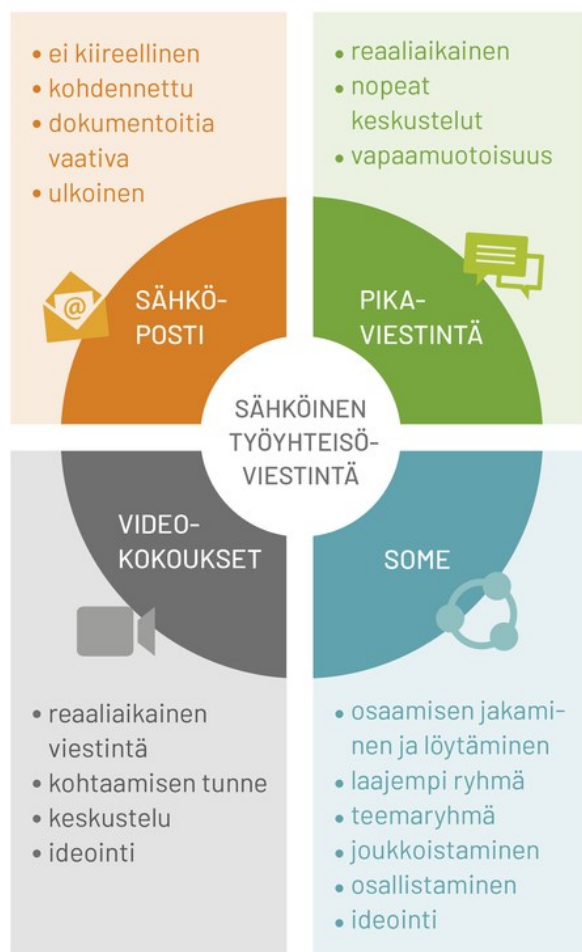 • ei kiireellinen
• kohdennettu
• dokumentoitia
vaativa
• ulkoinen
SÄHKÖ-
POSTI
@
• reaaliaikainen
• nopeat
keskustelut
• vapaamuotoisuus
PIKA-
VIESTINTÄ
SÄHKÖINEN
TYÖYHTEISÖ-
VIESTINTÄ
VIDEO-
KOKOUKSET
• reaaliaikainen
viestintä
• kohtaamisen tunne
• keskustelu
• ideointi
SOME
• osaamisen jakami-
nen ja löytäminen
• laajempi ryhmä
• teemaryhmä
• joukkoistaminen
• osallistaminen
• ideointi